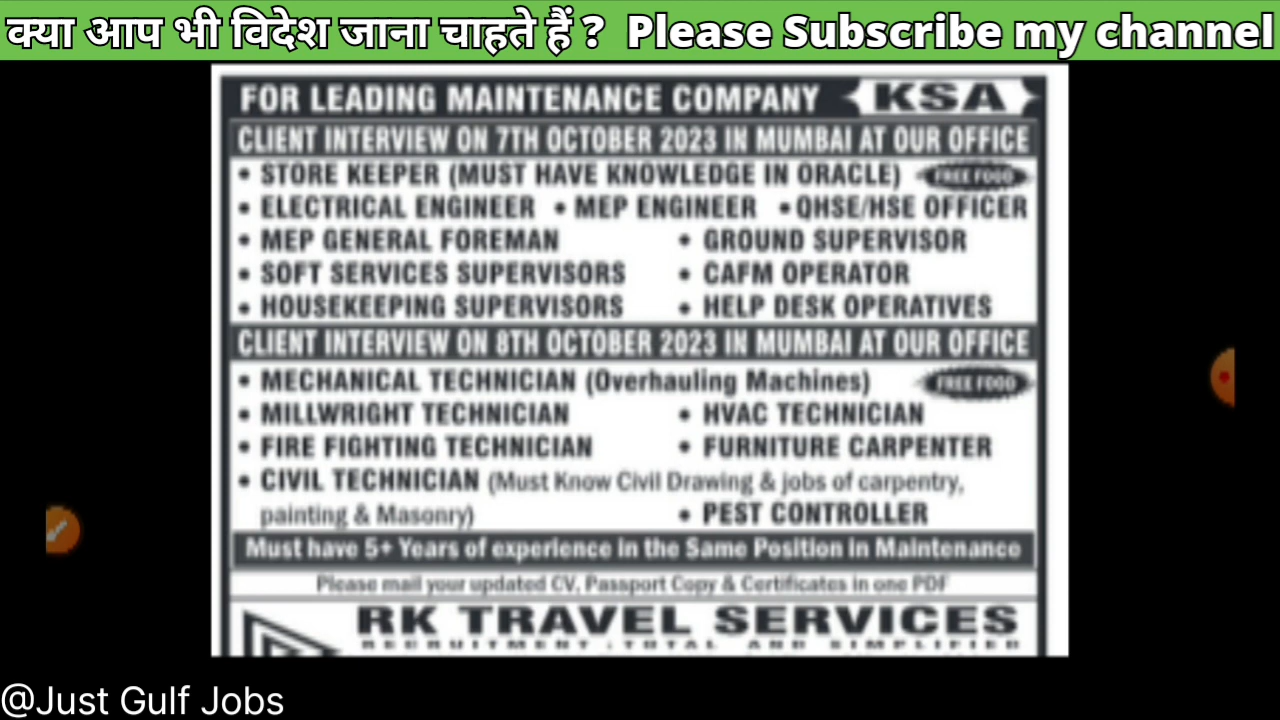 क्या आप भी विदेश जाना चाहते हैं ? Please Subscribe my channel
FOR LEADING MAINTENANCE COMPANY KSA
CLIENT INTERVIEW ON 7TH OCTOBER 2023 IN MUMBAI AT OUR OFFICE
• STORE KEEPER (MUST HAVE KNOWLEDGE IN ORACLE) FREE FOOD
• ELECTRICAL ENGINEER • MEP ENGINEER • QHSE/HSE OFFICER
• MEP GENERAL FOREMAN • GROUND SUPERVISOR
• SOFT SERVICES SUPERVISORS • CAFM OPERATOR
• HOUSEKEEPING SUPERVISORS • HELP DESK OPERATIVES
CLIENT INTERVIEW ON 8TH OCTOBER 2023 IN MUMBAI AT OUR OFFICE
• MECHANICAL TECHNICIAN (Overhauling Machines) FREE FOOD
• MILLWRIGHT TECHNICIAN • HVAC TECHNICIAN
• FIRE FIGHTING TECHNICIAN • FURNITURE CARPENTER
• CIVIL TECHNICIAN (Must Know Civil Drawing & jobs of carpentry,
painting & Masonry) • PEST CONTROLLER
Must have 5+ Years of experience in the Same Position in Maintenance
Please mail your updated CV, Passport Copy & Certificates in one PDF
RK TRAVEL SERVICES
RECRUITMENT . TOTAL AND SIMPLIFIED
@Just Gulf Jobs